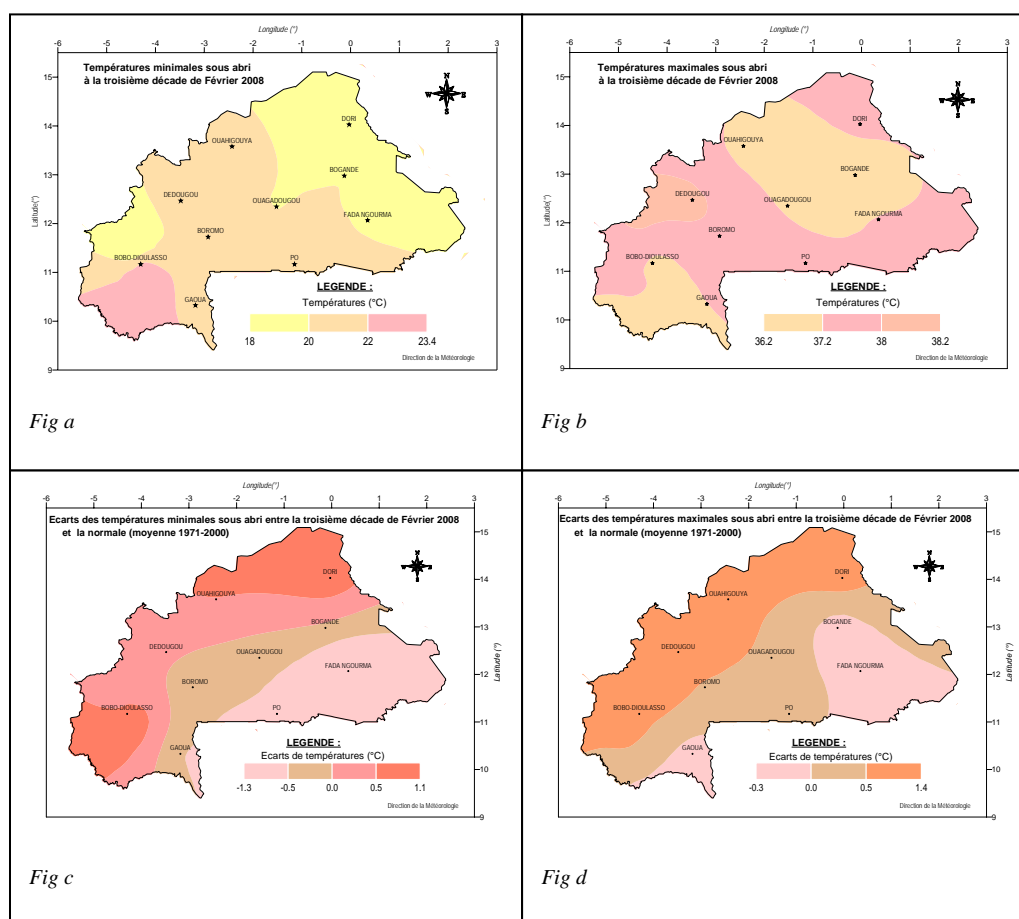 Longitude (°)
-6 -5 -4 -3 -2 -1 0 1 2 3
Températures minimales sous abri
à la troisième décade de Février 2008
N
W E
S
15
14
13
12
11
10
9
Latitude(°)
DORI
OUAHIGOUYA
BOGANDE
DEDOUGOU
OUAGADOUGOU
FADA NGOURMA
BOROMO
BOBO-DIOULASSO
PO
GAOUA
LEGENDE :
Températures (°C)
18 20 22 23.4
Direction de la Météorologie
Fig a
Longitude (°)
-6 -5 -4 -3 -2 -1 0 1 2 3
Températures maximales sous abri
à la troisième décade de Février 2008
N
W E
S
15
14
13
12
11
10
9
Latitude(°)
DORI
OUAHIGOUYA
BOGANDE
DEDOUGOU
OUAGADOUGOU
FADA NGOURMA
BOROMO
BOBO-DIOULASSO
PO
GAOUA
LEGENDE :
Températures (°C)
36.2 37.2 38 38.2
Direction de la Météorologie
Fig b
Longitude(°)
-6 -5 -4 -3 -2 -1 0 1 2 3
Ecarts des températures minimales sous abri entre la troisième décade de Février 2008
et la normale (moyenne 1971-2000)
15
14
13
12
11
10
9
Latitude (°)
DORI
OUAHIGOUYA
BOGANDE
DEDOUGOU
OUAGADOUGOU
FADA NGOURMA
BOROMO
BOBO-DIOULASSO
PO
GAOUA
LEGENDE :
Ecarts de températures (°C)
-1.3 -0.5 0.0 0.5 1.1
Direction de la Météorologie
Fig c
Longitude(°)
-6 -5 -4 -3 -2 -1 0 1 2 3
Ecarts des températures maximales sous abri entre la troisième décade de Février 2008
et la normale (moyenne 1971-2000)
15
14
13
12
11
10
9
Latitude (°)
DORI
OUAHIGOUYA
BOGANDE
DEDOUGOU
OUAGADOUGOU
FADA NGOURMA
BOROMO
BOBO-DIOULASSO
PO
GAOUA
LEGENDE :
Ecarts de températures (°C)
-0.3 0.0 0.5 1.4
Direction de la Météorologie
Fig d